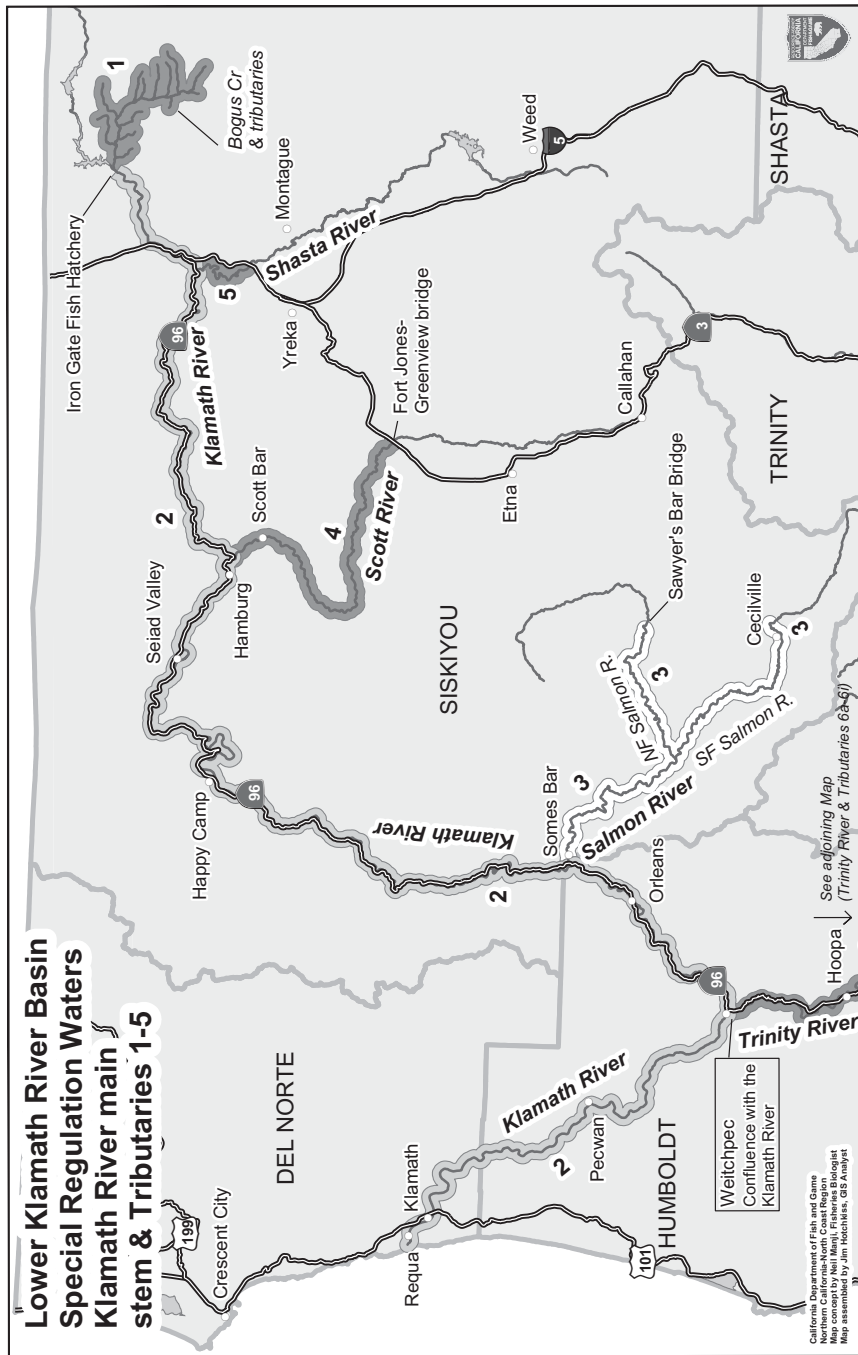 Lower Klamath River Basin
Special Regulation Waters
Klamath River main
stem & Tributaries 1-5
199
Crescent City
DEL NORTE
Requa
Klamath
101
HUMBOLDT
Klamath River
2
Pecwan
Weitchpec
Confluence with the
Klamath River
96
Trinity River
Hoopa
See adjoining Map
(Trinity River & Tributaries 6a-6i)
Orleans
Somes Bar
Salmon River
3
NF Salmon R.
3
SF Salmon R.
3
Sawyer's Bar Bridge
Cecilville
2
Klamath River
96
Happy Camp
SISKIYOU
Seiad Valley
Hamburg
Scott Bar
2
Klamath River
96
4
Scott River
Fort Jones-
Greenview bridge
Etna
Callahan
3
TRINITY
Iron Gate Fish Hatchery
1
Bogus Cr
& tributaries
5
Shasta River
Montague
Yreka
Weed
5
SHASTA
CALIFORNIA
California Department of Fish and Game
Northern California-North Coast Region
Map concept by Neil Manji, Fisheries Biologist
Map assembled by Jim Hotchkiss, GIS Analyst